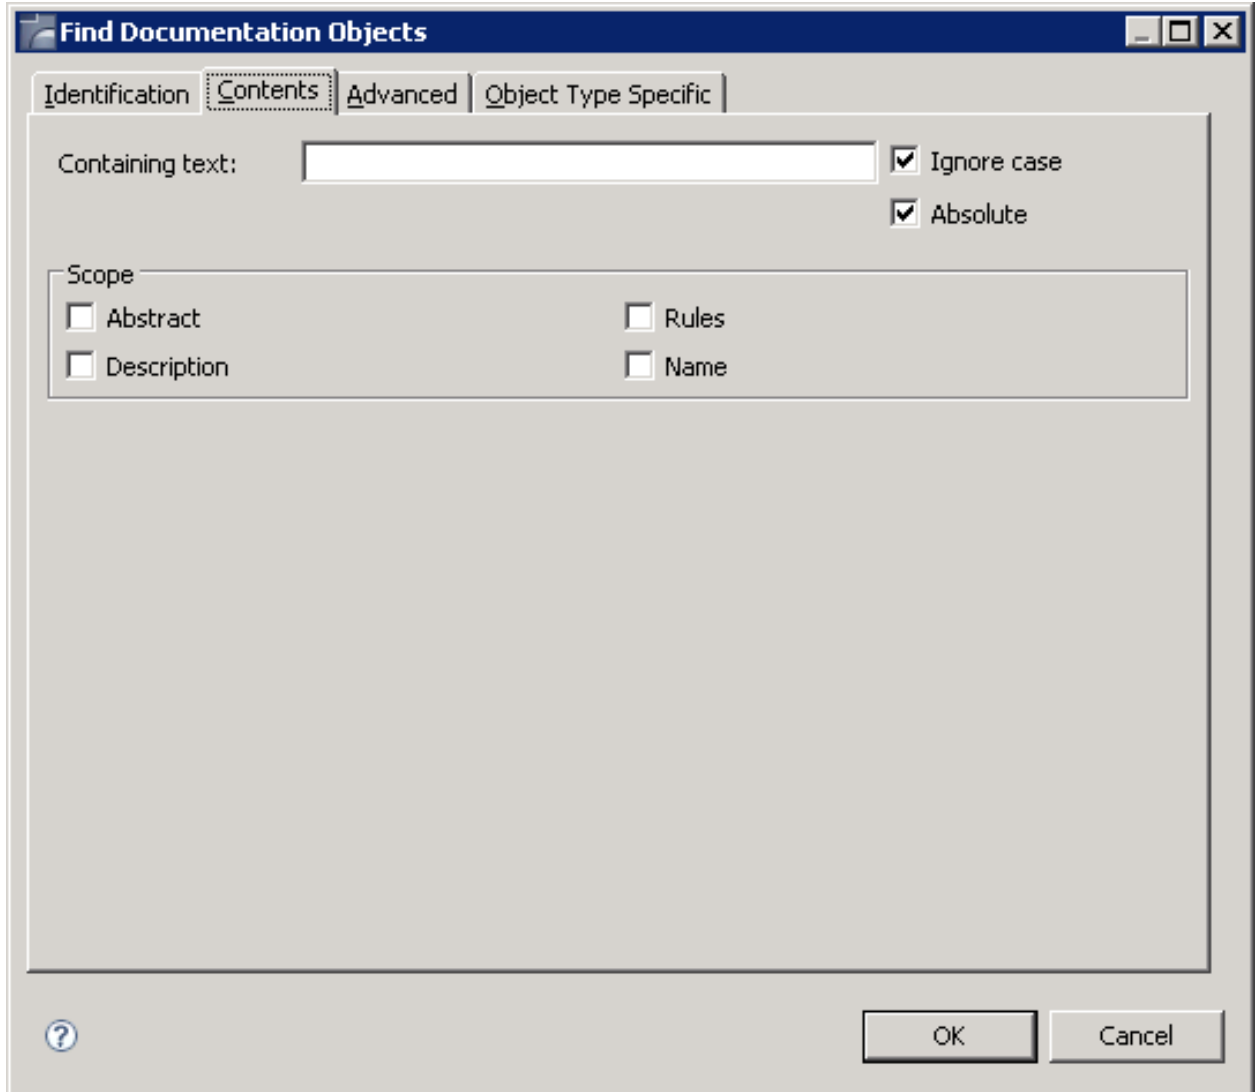 Find Documentation Objects
Identification Contents Advanced Object Type Specific
Containing text: Ignore case
Absolute
Scope
Abstract Rules
Description Name
? OK Cancel